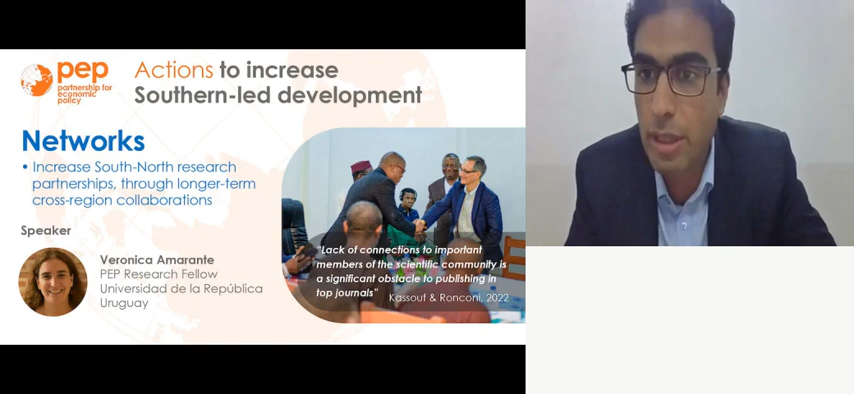 pep
partnership for
economic
policy
Actions to increase
Southern-led development
Networks
• Increase South-North research
partnerships, through longer-term
cross-region collaborations
Speaker
Veronica Amarante
PEP Research Fellow
Universidad de la República
Uruguay
"Lack of connections to important
members of the scientific community is
a significant obstacle to publishing in
top journals" Kassouf & Ronconi, 2022